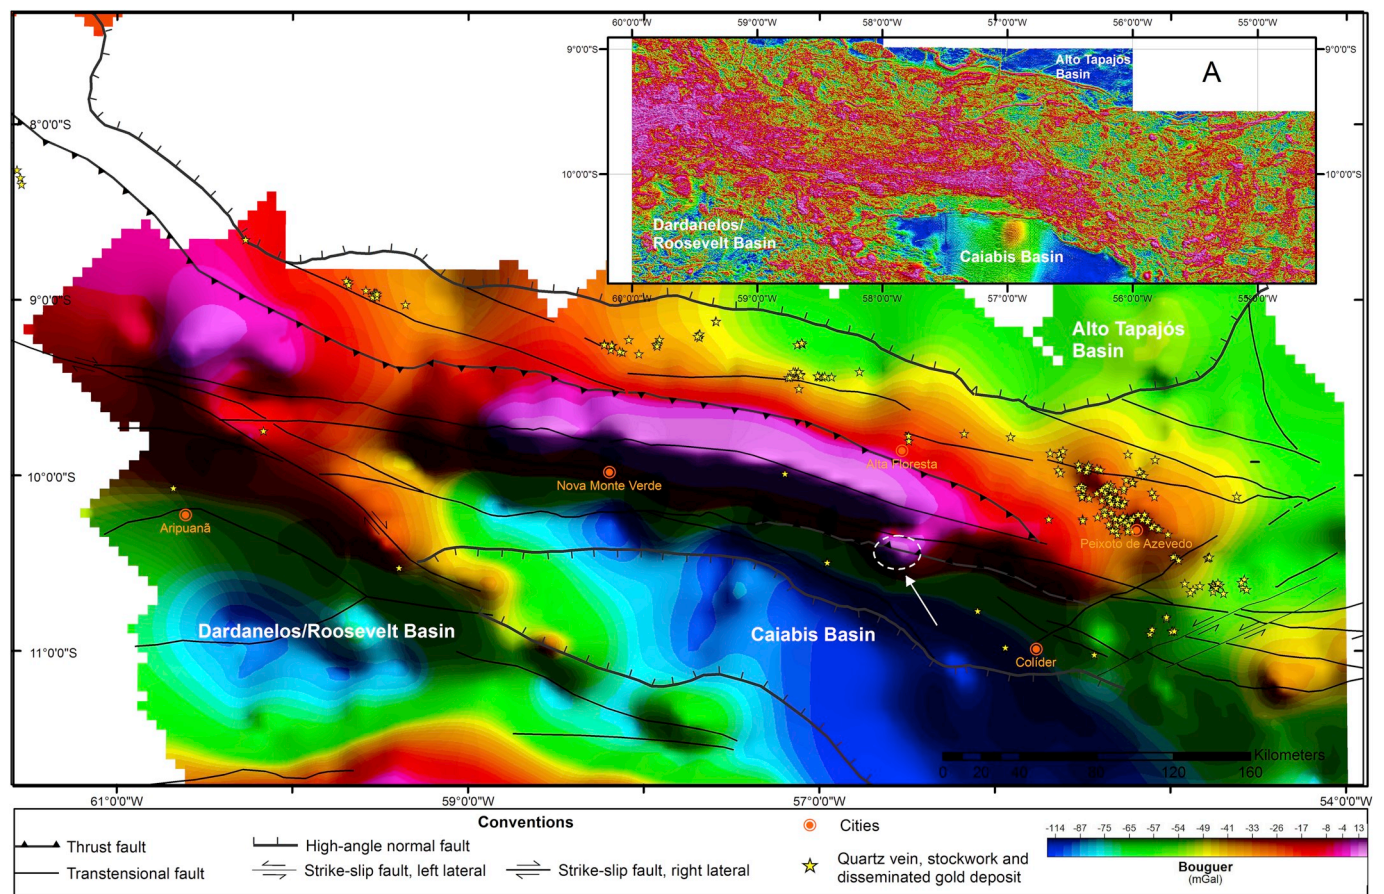 60°0'0"W 59°0'0"W 58°0'0"W 57°0'0"W 56°0'0"W 55°0'0"W
9°0'0"S 9°0'0"S
Alto Tapajós
Basin
A
8°0'0"S
10°0'0"S 10°0'0"S
Dardanelos/
Roosevelt Basin
Caiabis Basin
60°0'0"W 59°0'0"W 58°0'0"W 57°0'0"W 56°0'0"W 55°0'0"W
9°0'0"S
Alto Tapajós
Basin
Alta Floresta
10°0'0"S
Nova Monte Verde
Aripuanã
Peixoto de Azevedo
Dardanelos/Roosevelt Basin
Caiabis Basin
11°0'0"S
Colíder
Kilometers
0 20 40 80 120 160
61°0'0"W 59°0'0"W 57°0'0"W 54°0'0"W
Conventions
Thrust fault
High-angle normal fault
Cities
Transtensional fault
Strike-slip fault, left lateral
Strike-slip fault, right lateral
Quartz vein, stockwork and
disseminated gold deposit
-114 -87 -75 -65 -57 -54 -49 -41 -33 -26 -17 -8 -4 13
Bouguer
(mGal)